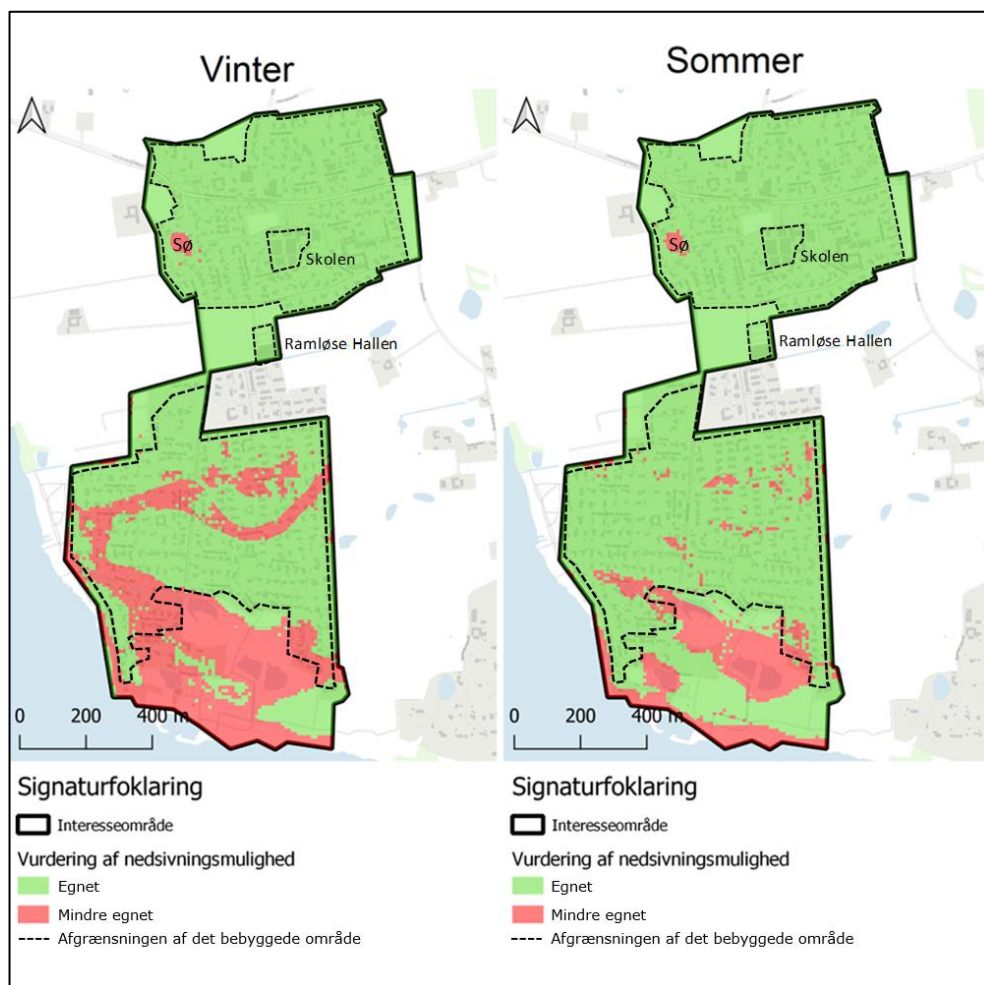 Vinter
Sø
Skolen
Ramløse Hallen
0 200 400 m
Signaturfoklaring
Interesseområde
Vurdering af nedsivningsmulighed
Egnet
Mindre egnet
Afgrænsningen af det bebyggede område
Sommer
Sø
Skolen
Ramløse Hallen
0 200 400 m
Signaturfoklaring
Interesseområde
Vurdering af nedsivningsmulighed
Egnet
Mindre egnet
Afgrænsningen af det bebyggede område